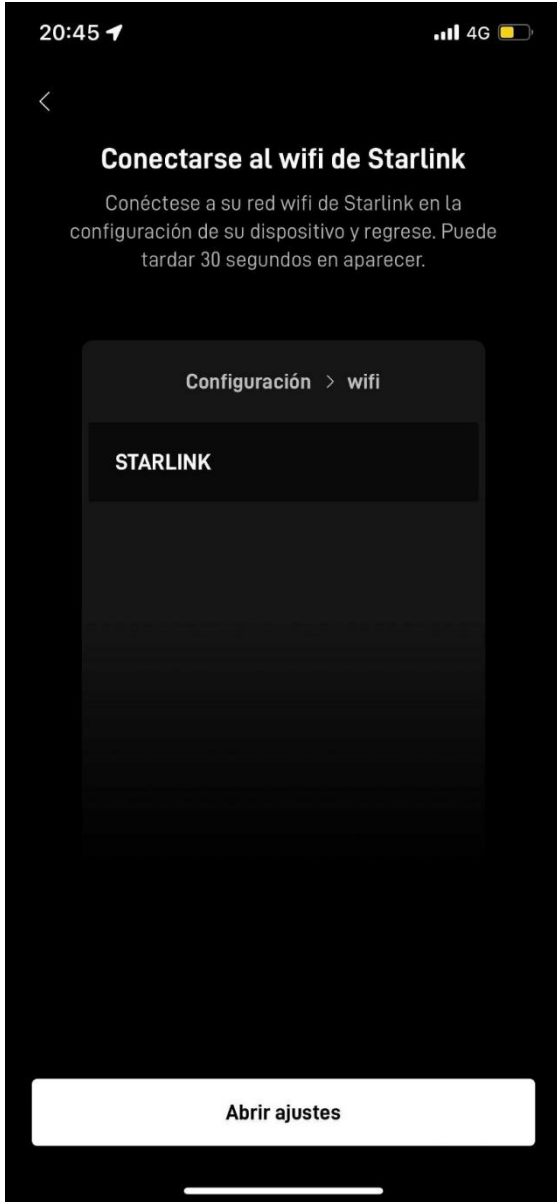 20:45 4G
Conectarse al wifi de Starlink
Conéctese a su red wifi de Starlink en la
configuración de su dispositivo y regrese. Puede
tardar 30 segundos en aparecer.
Configuración > wifi
STARLINK
Abrir ajustes